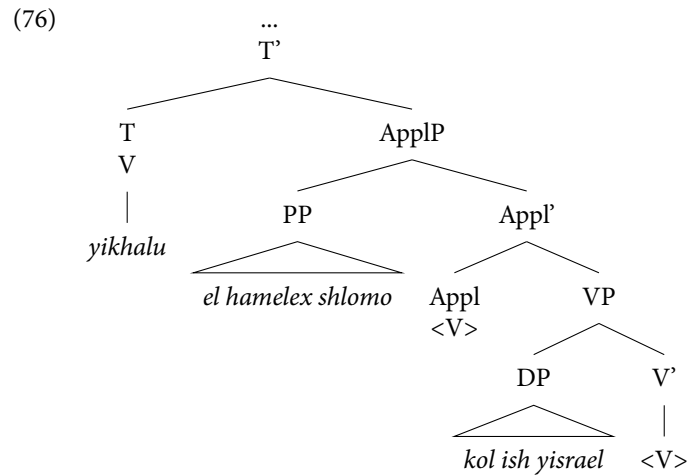 (76)
...
T'
T ApplP
V
PP Appl'
yikhalu
el hamelex shlomo Appl VP
<V>
DP V'
kol ish yisrael <V>